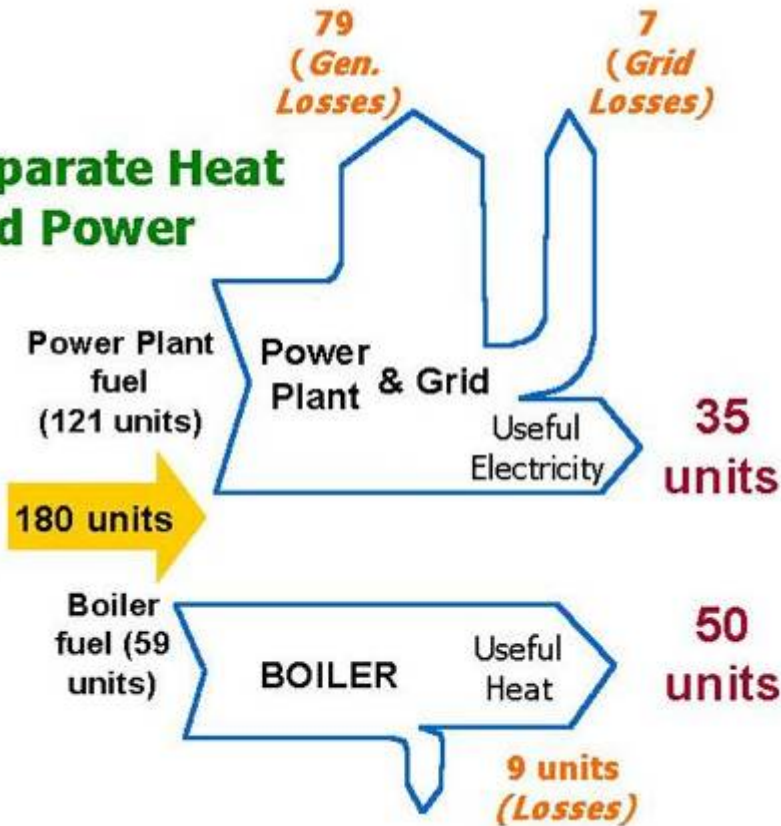 79
(Gen.
Losses)
7
(Grid
Losses)
parate Heat
d Power
Power Plant
fuel
(121 units)
Power
Plant
& Grid
Useful
Electricity
35
units
180 units
Boiler
fuel (59
units)
BOILER
Useful
Heat
50
units
9 units
(Losses)